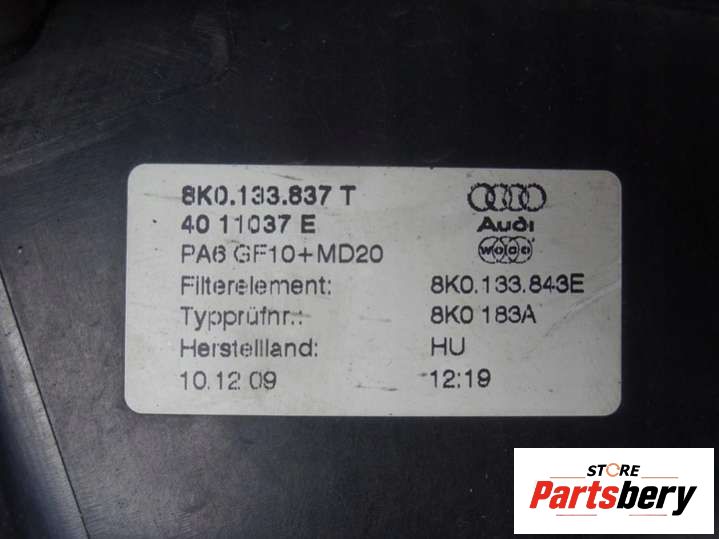 8K0.133.837 T
40 11037 E
Audi
PA6 GF10+MD20
WOCO
Filterelement: 8K0.133.843E
Typprüfnr.: 8K0 183A
Herstellland: HU
10.12 09 12:19
STORE
Partsbery